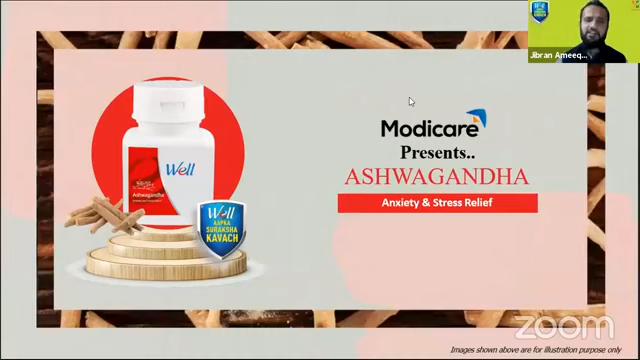 Well
Ashwagandha
Well
AAPKA
SURAKSHA
KAVACH
Modicare
Presents..
ASHWAGANDHA
Anxiety & Stress Relief
Jibran Ameeq...
zoom
Images shown above are for illustration purpose only